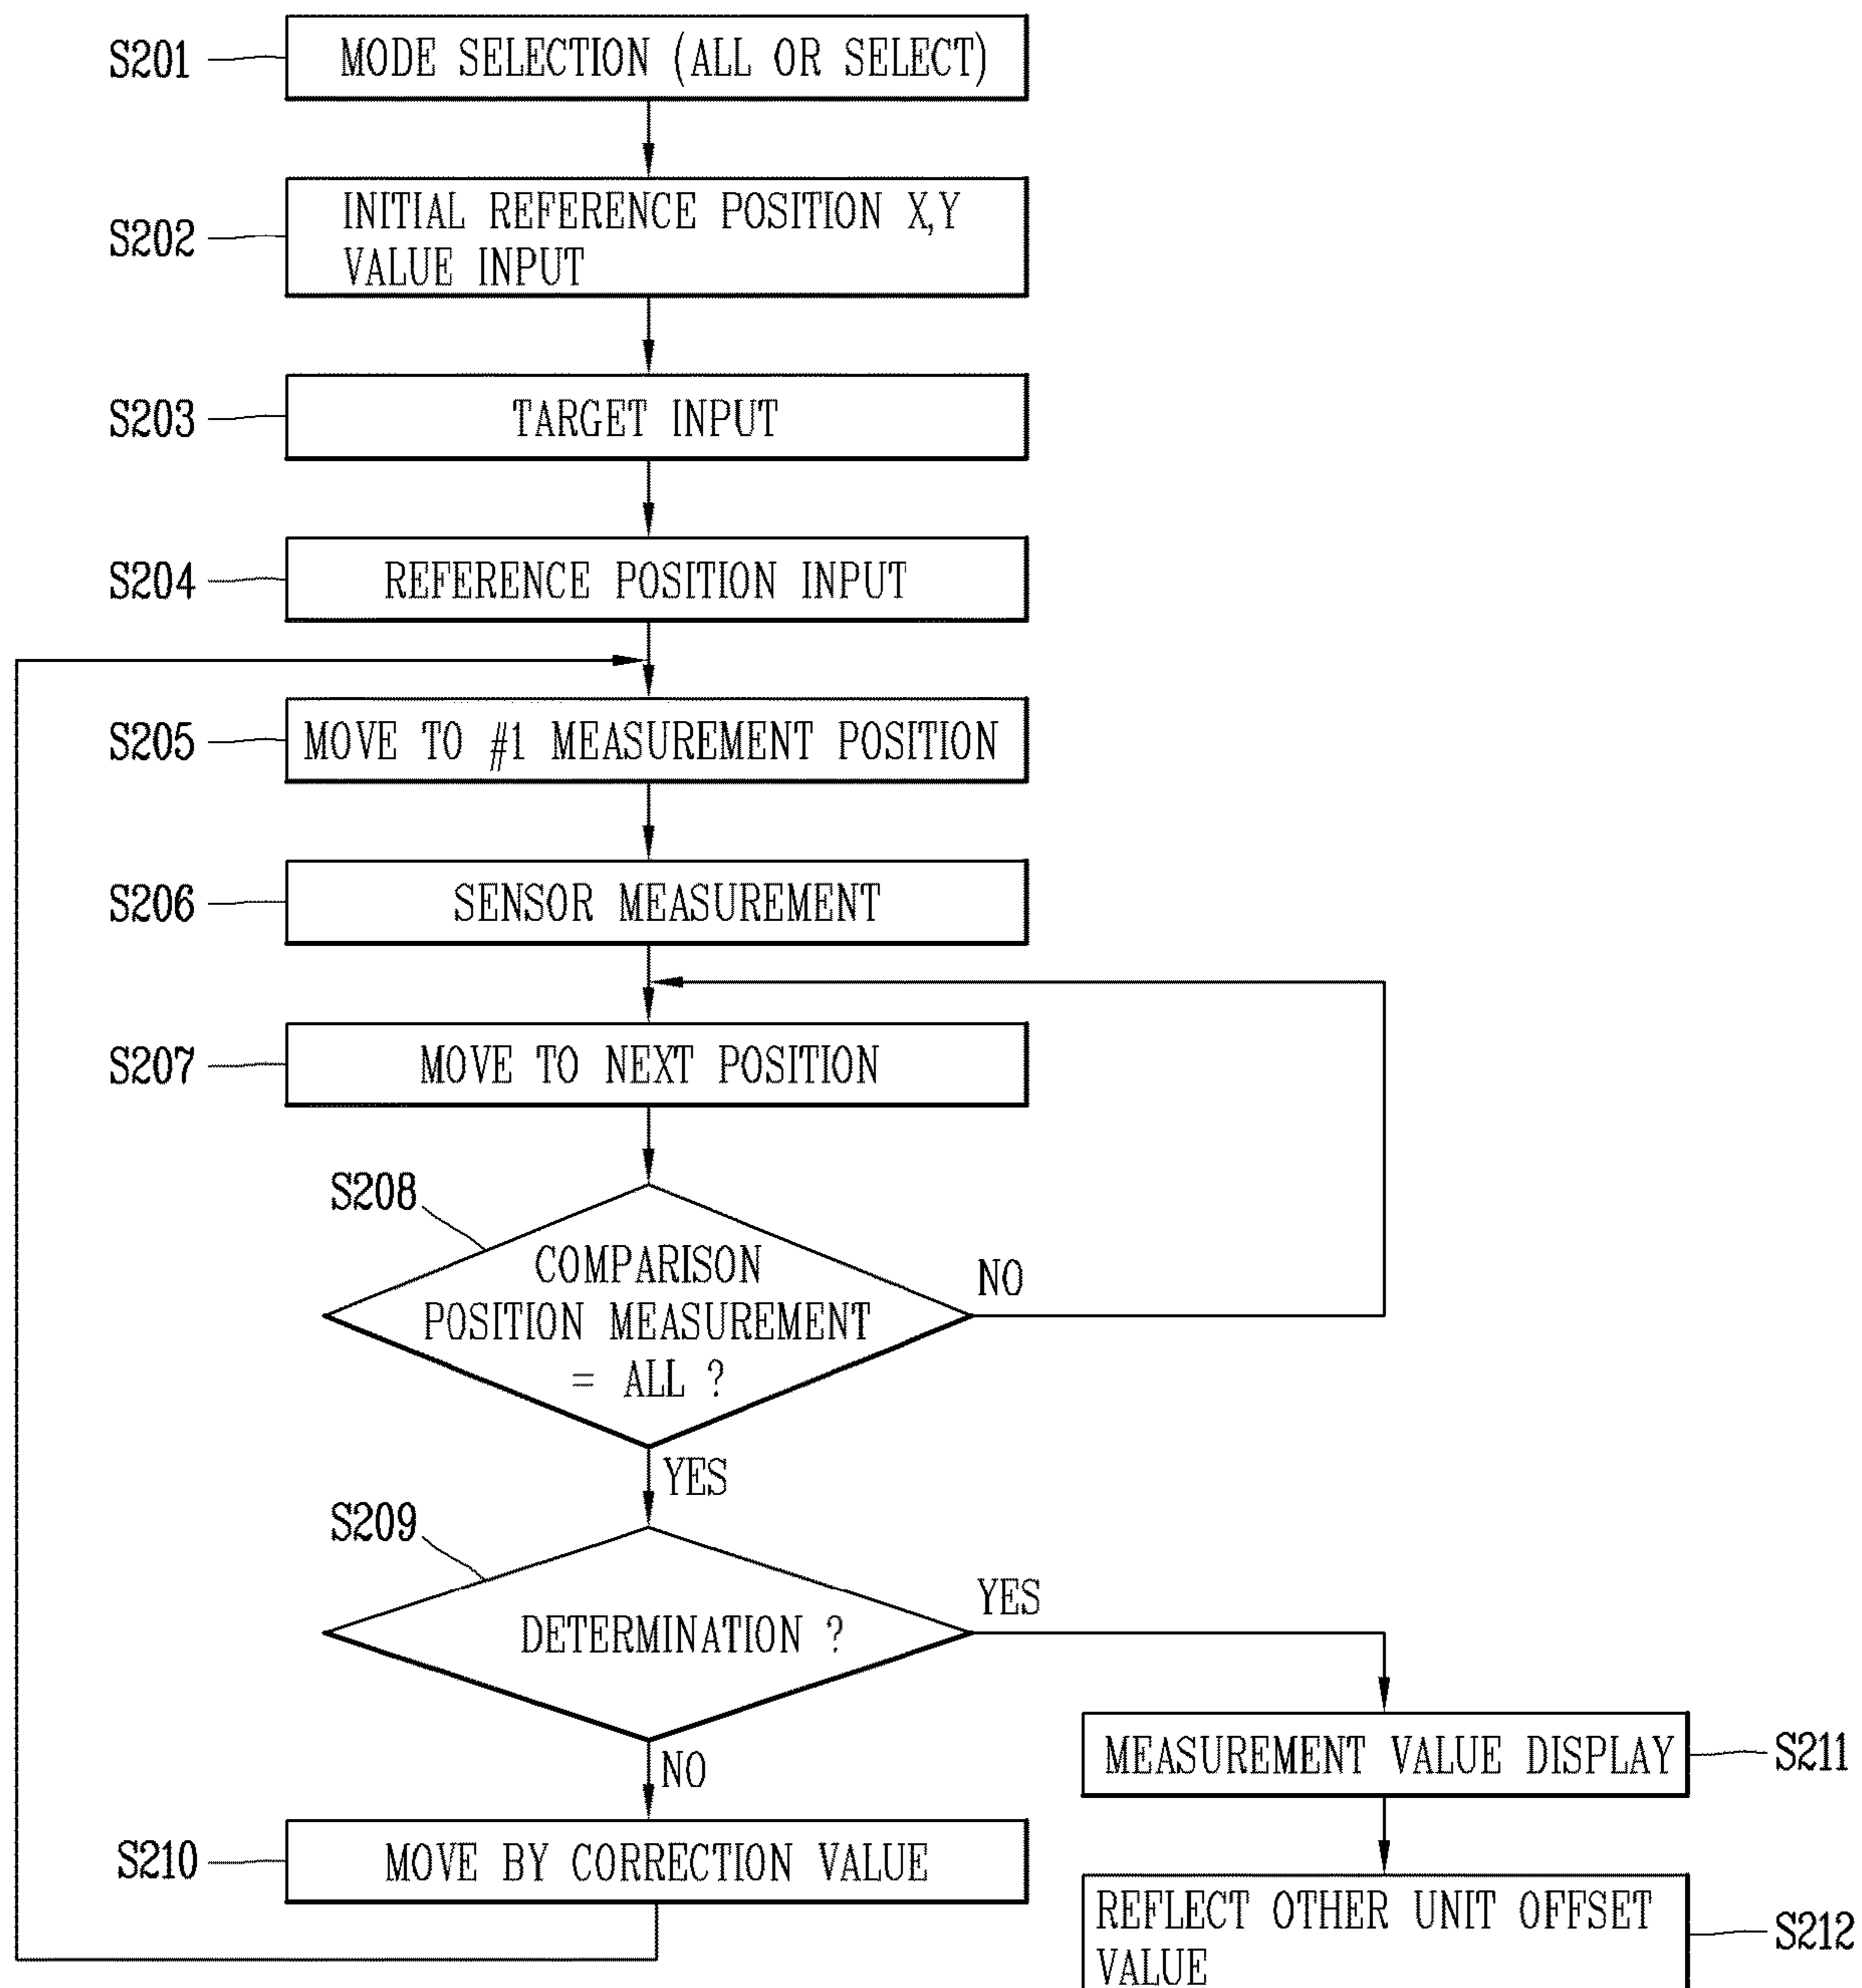 S201
MODE SELECTION (ALL OR SELECT)
S202
INITIAL REFERENCE POSITION X,Y
VALUE INPUT
S203
TARGET INPUT
S204
REFERENCE POSITION INPUT
S205
MOVE TO #1 MEASUREMENT POSITION
S206
SENSOR MEASUREMENT
S207
MOVE TO NEXT POSITION
S208
COMPARISON
POSITION MEASUREMENT
= ALL ?
NO
YES
S209
DETERMINATION ?
YES
NO
MEASUREMENT VALUE DISPLAY
S211
S210
MOVE BY CORRECTION VALUE
REFLECT OTHER UNIT OFFSET
VALUE
S212